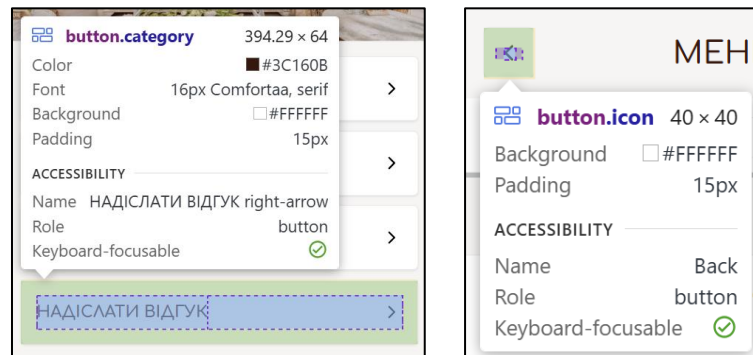 button.category 394.29 × 64
Color #3C160B
Font 16px Comfortaa, serif
Background #FFFFFF
Padding 15px
ACCESSIBILITY
Name НАДІСЛАТИ ВІДГУК right-arrow
Role button
Keyboard-focusable
НАДІСЛАТИ ВІДГУК
МЕН
button.icon 40 × 40
Background #FFFFFF
Padding 15px
ACCESSIBILITY
Name Back
Role button
Keyboard-focusable